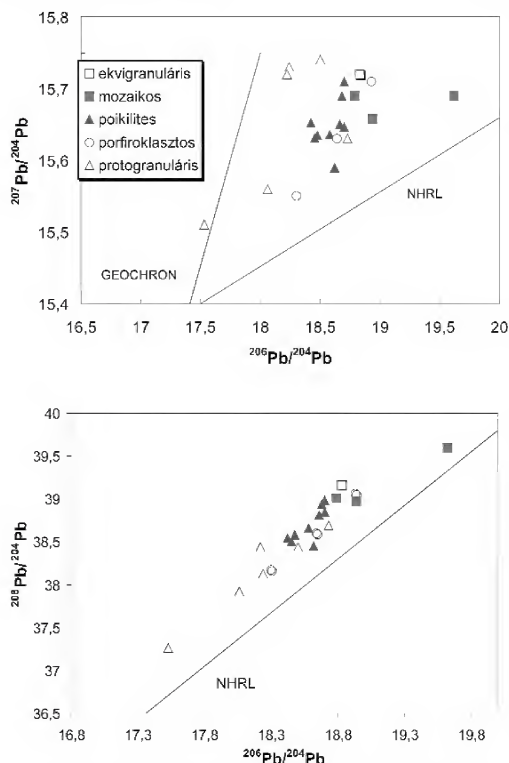 15,8
15,7
15,6
15,5
15,4
²⁰⁷Pb/²⁰⁴Pb
ekvigranuláris
mozaikos
poikilites
porfiroklasztos
protogranuláris
GEOCHRON
NHRL
16,5 17 17,5 18 18,5 19 19,5 20
²⁰⁶Pb/²⁰⁴Pb
40
39,5
39
38,5
38
37,5
37
36,5
²⁰⁸Pb/²⁰⁴Pb
NHRL
16,8 17,3 17,8 18,3 18,8 19,3 19,8
²⁰⁶Pb/²⁰⁴Pb